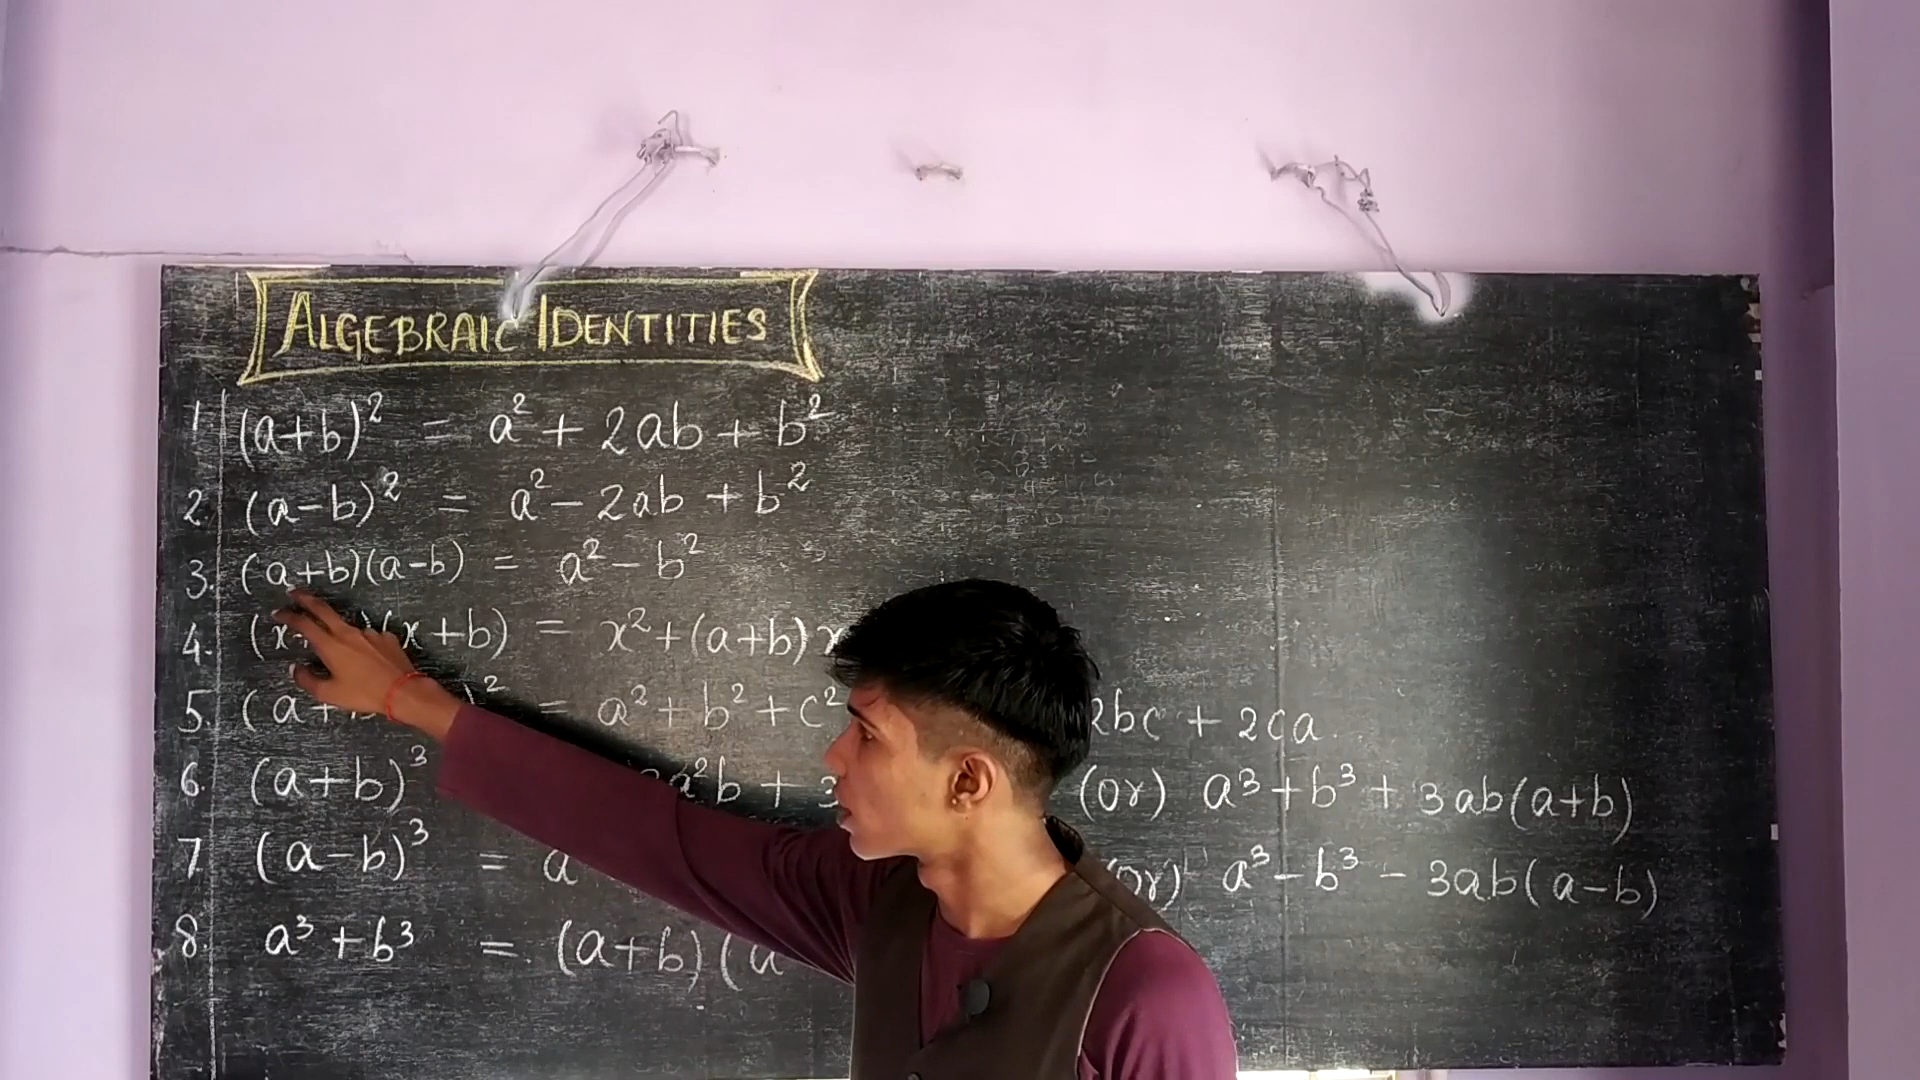 ALGEBRAIC IDENTITIES
1 (a+b)² = a² + 2ab + b²
2. (a-b)² = a² - 2ab + b²
3. (a+b)(a-b) = a² - b²
4. (x+ )(x+b) = x² + (a+b)x
5. (a+ )² = a² + b² + c² 2bc + 2ca.
6. (a+b)³ a²b + 3 (or) a³ + b³ + 3ab(a+b)
7. (a-b)³ = a (or) a³ - b³ - 3ab(a-b)
8. a³ + b³ = (a+b)(a